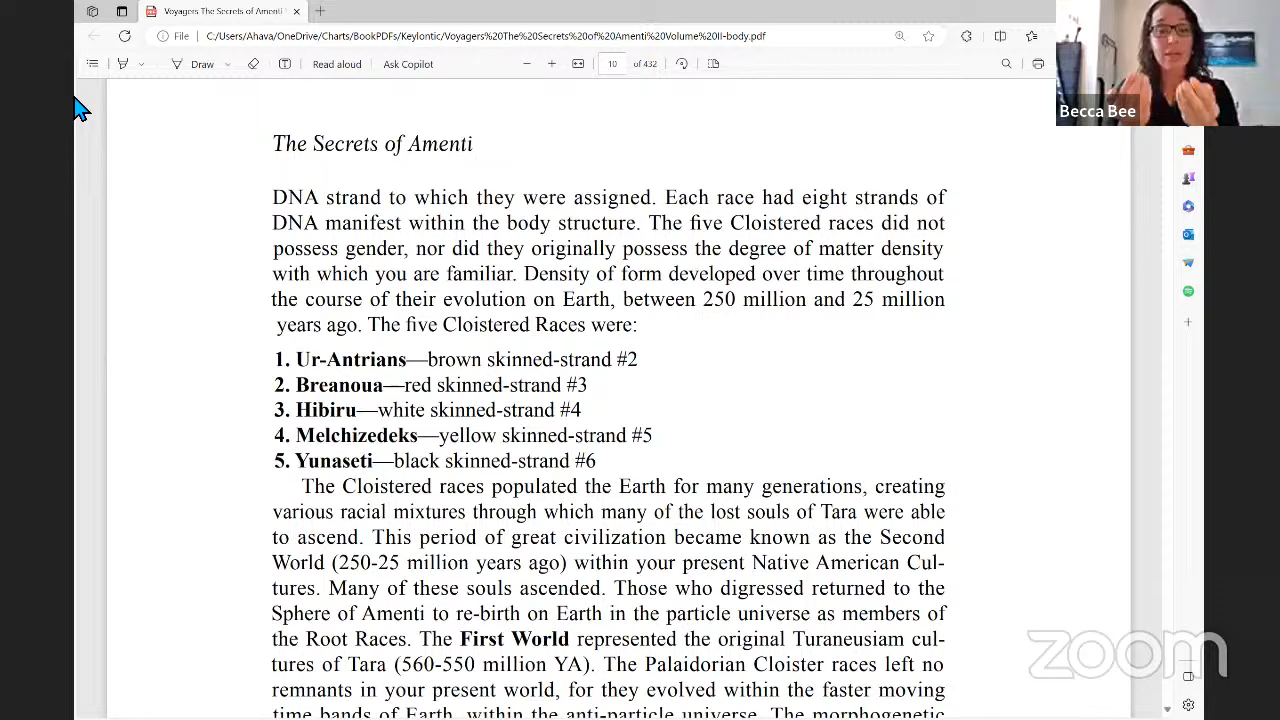 Voyagers The Secrets of Amenti
File
C:/Users/Ahava/OneDrive/Charts/BookPDFs/Keylontic/Voyagers%20The%20Secrets%20of%20Amenti%20Volume%20II-body.pdf
Draw
Read aloud
Ask Copilot
10
of 432
Becca Bee
The Secrets of Amenti
DNA strand to which they were assigned. Each race had eight strands of
DNA manifest within the body structure. The five Cloistered races did not
possess gender, nor did they originally possess the degree of matter density
with which you are familiar. Density of form developed over time throughout
the course of their evolution on Earth, between 250 million and 25 million
years ago. The five Cloistered Races were:
1. Ur-Antrians—brown skinned-strand #2
2. Breanoua—red skinned-strand #3
3. Hibiru—white skinned-strand #4
4. Melchizedeks—yellow skinned-strand #5
5. Yunaseti—black skinned-strand #6
The Cloistered races populated the Earth for many generations, creating
various racial mixtures through which many of the lost souls of Tara were able
to ascend. This period of great civilization became known as the Second
World (250-25 million years ago) within your present Native American Cul-
tures. Many of these souls ascended. Those who digressed returned to the
Sphere of Amenti to re-birth on Earth in the particle universe as members of
the Root Races. The First World represented the original Turaneusiam cul-
tures of Tara (560-550 million YA). The Palaidorian Cloister races left no
remnants in your present world, for they evolved within the faster moving
time bands of Earth, within the anti-particle universe. The morphogenetic
zoom